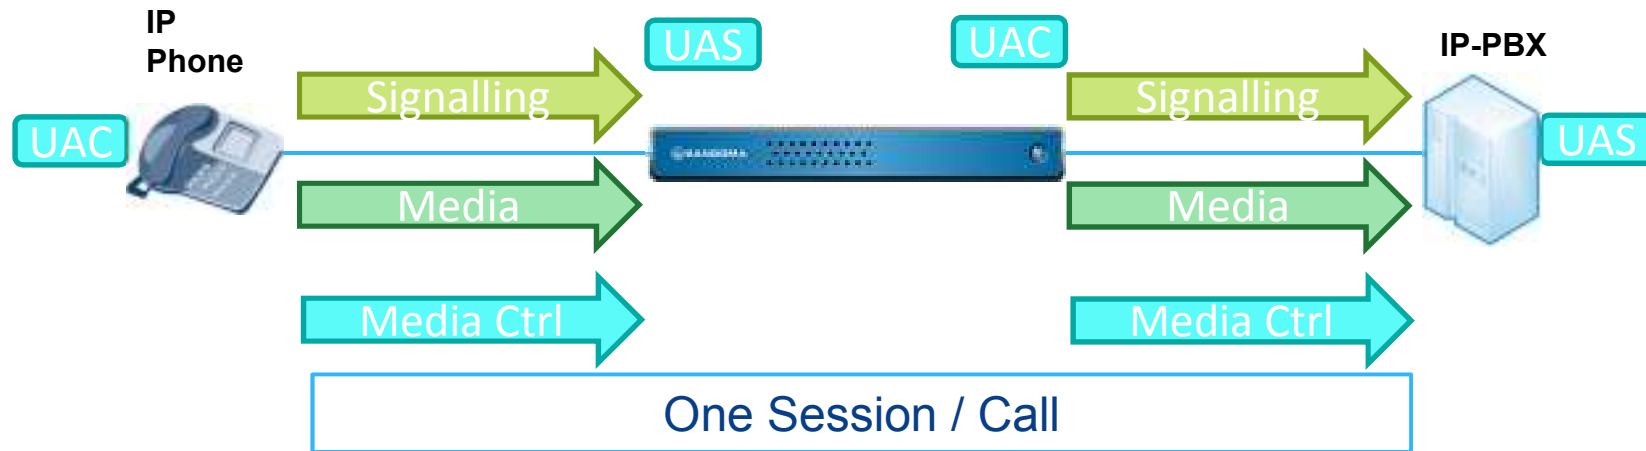 IP
Phone
UAS
UAC
IP-PBX
Signalling
Signalling
UAC
UAS
Media
Media
Media Ctrl
Media Ctrl
One Session / Call